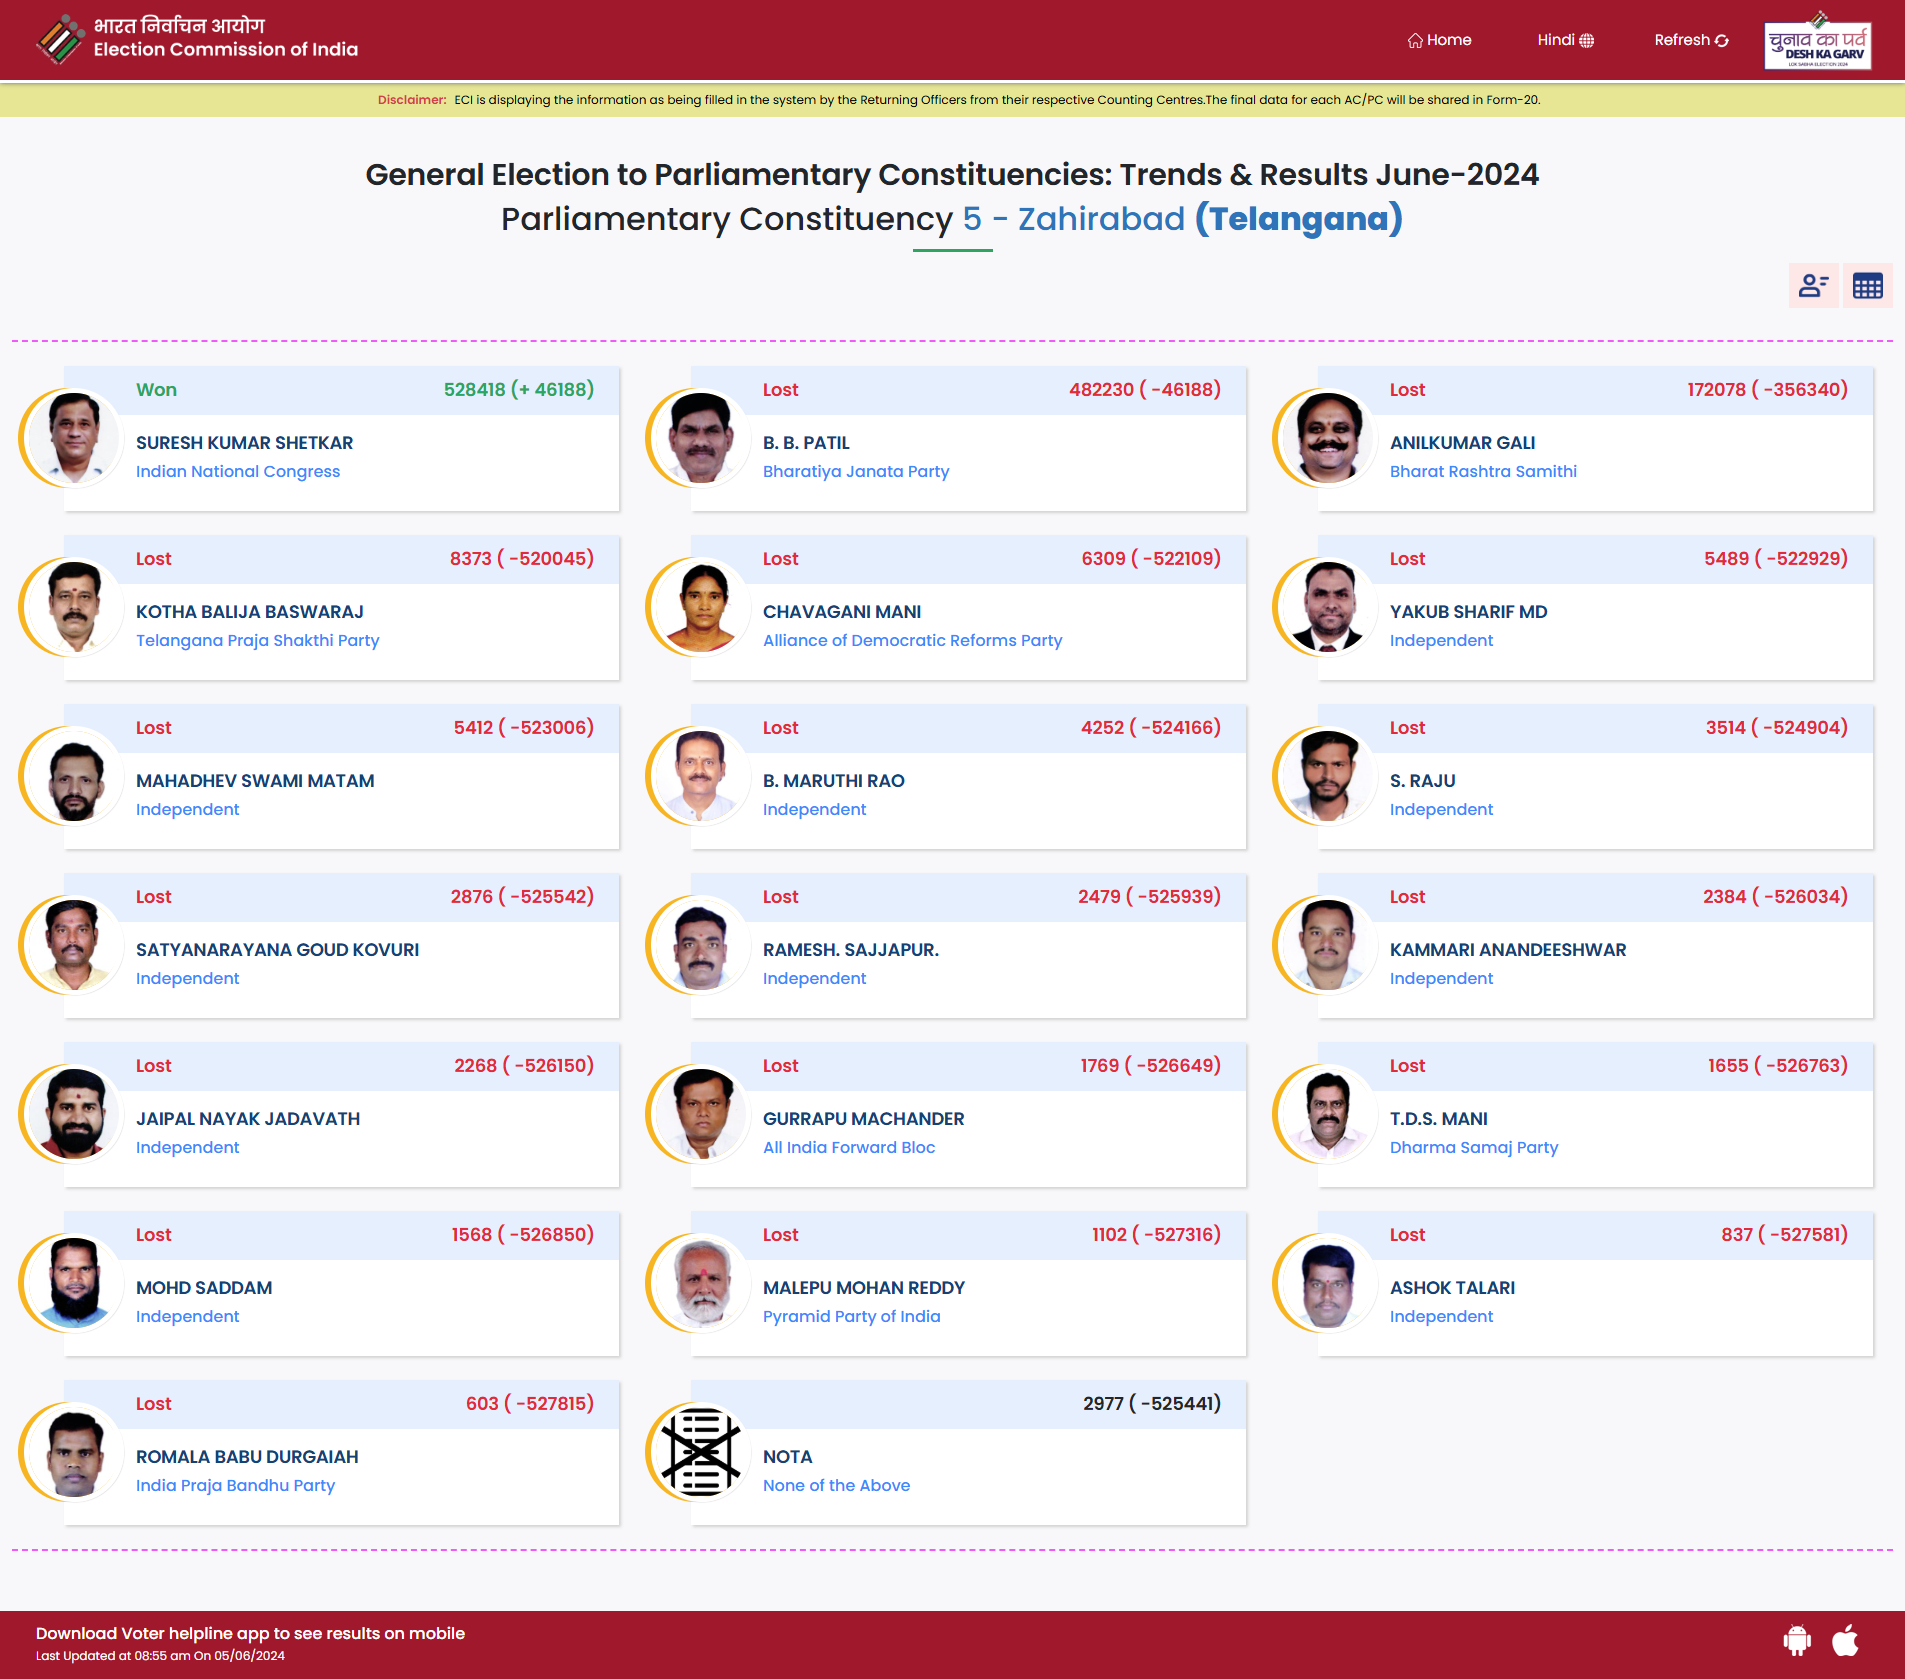 भारत निर्वाचन आयोग
Election Commission of India
Home
Hindi
Refresh
चुनाव का पर्व
DESH KA GARV
LOK SABHA ELECTION 2024
Disclaimer: ECI is displaying the information as being filled in the system by the Returning Officers from their respective Counting Centres.The final data for each AC/PC will be shared in Form-20.
General Election to Parliamentary Constituencies: Trends & Results June-2024
Parliamentary Constituency 5 - Zahirabad (Telangana)
Won 528418 (+ 46188)
SURESH KUMAR SHETKAR
Indian National Congress
Lost 482230 ( -46188)
B. B. PATIL
Bharatiya Janata Party
Lost 172078 ( -356340)
ANILKUMAR GALI
Bharat Rashtra Samithi
Lost 8373 ( -520045)
KOTHA BALIJA BASWARAJ
Telangana Praja Shakthi Party
Lost 6309 ( -522109)
CHAVAGANI MANI
Alliance of Democratic Reforms Party
Lost 5489 ( -522929)
YAKUB SHARIF MD
Independent
Lost 5412 ( -523006)
MAHADHEV SWAMI MATAM
Independent
Lost 4252 ( -524166)
B. MARUTHI RAO
Independent
Lost 3514 ( -524904)
S. RAJU
Independent
Lost 2876 ( -525542)
SATYANARAYANA GOUD KOVURI
Independent
Lost 2479 ( -525939)
RAMESH. SAJJAPUR.
Independent
Lost 2384 ( -526034)
KAMMARI ANANDEESHWAR
Independent
Lost 2268 ( -526150)
JAIPAL NAYAK JADAVATH
Independent
Lost 1769 ( -526649)
GURRAPU MACHANDER
All India Forward Bloc
Lost 1655 ( -526763)
T.D.S. MANI
Dharma Samaj Party
Lost 1568 ( -526850)
MOHD SADDAM
Independent
Lost 1102 ( -527316)
MALEPU MOHAN REDDY
Pyramid Party of India
Lost 837 ( -527581)
ASHOK TALARI
Independent
Lost 603 ( -527815)
ROMALA BABU DURGAIAH
India Praja Bandhu Party
2977 ( -525441)
NOTA
None of the Above
Download Voter helpline app to see results on mobile
Last Updated at 08:55 am On 05/06/2024